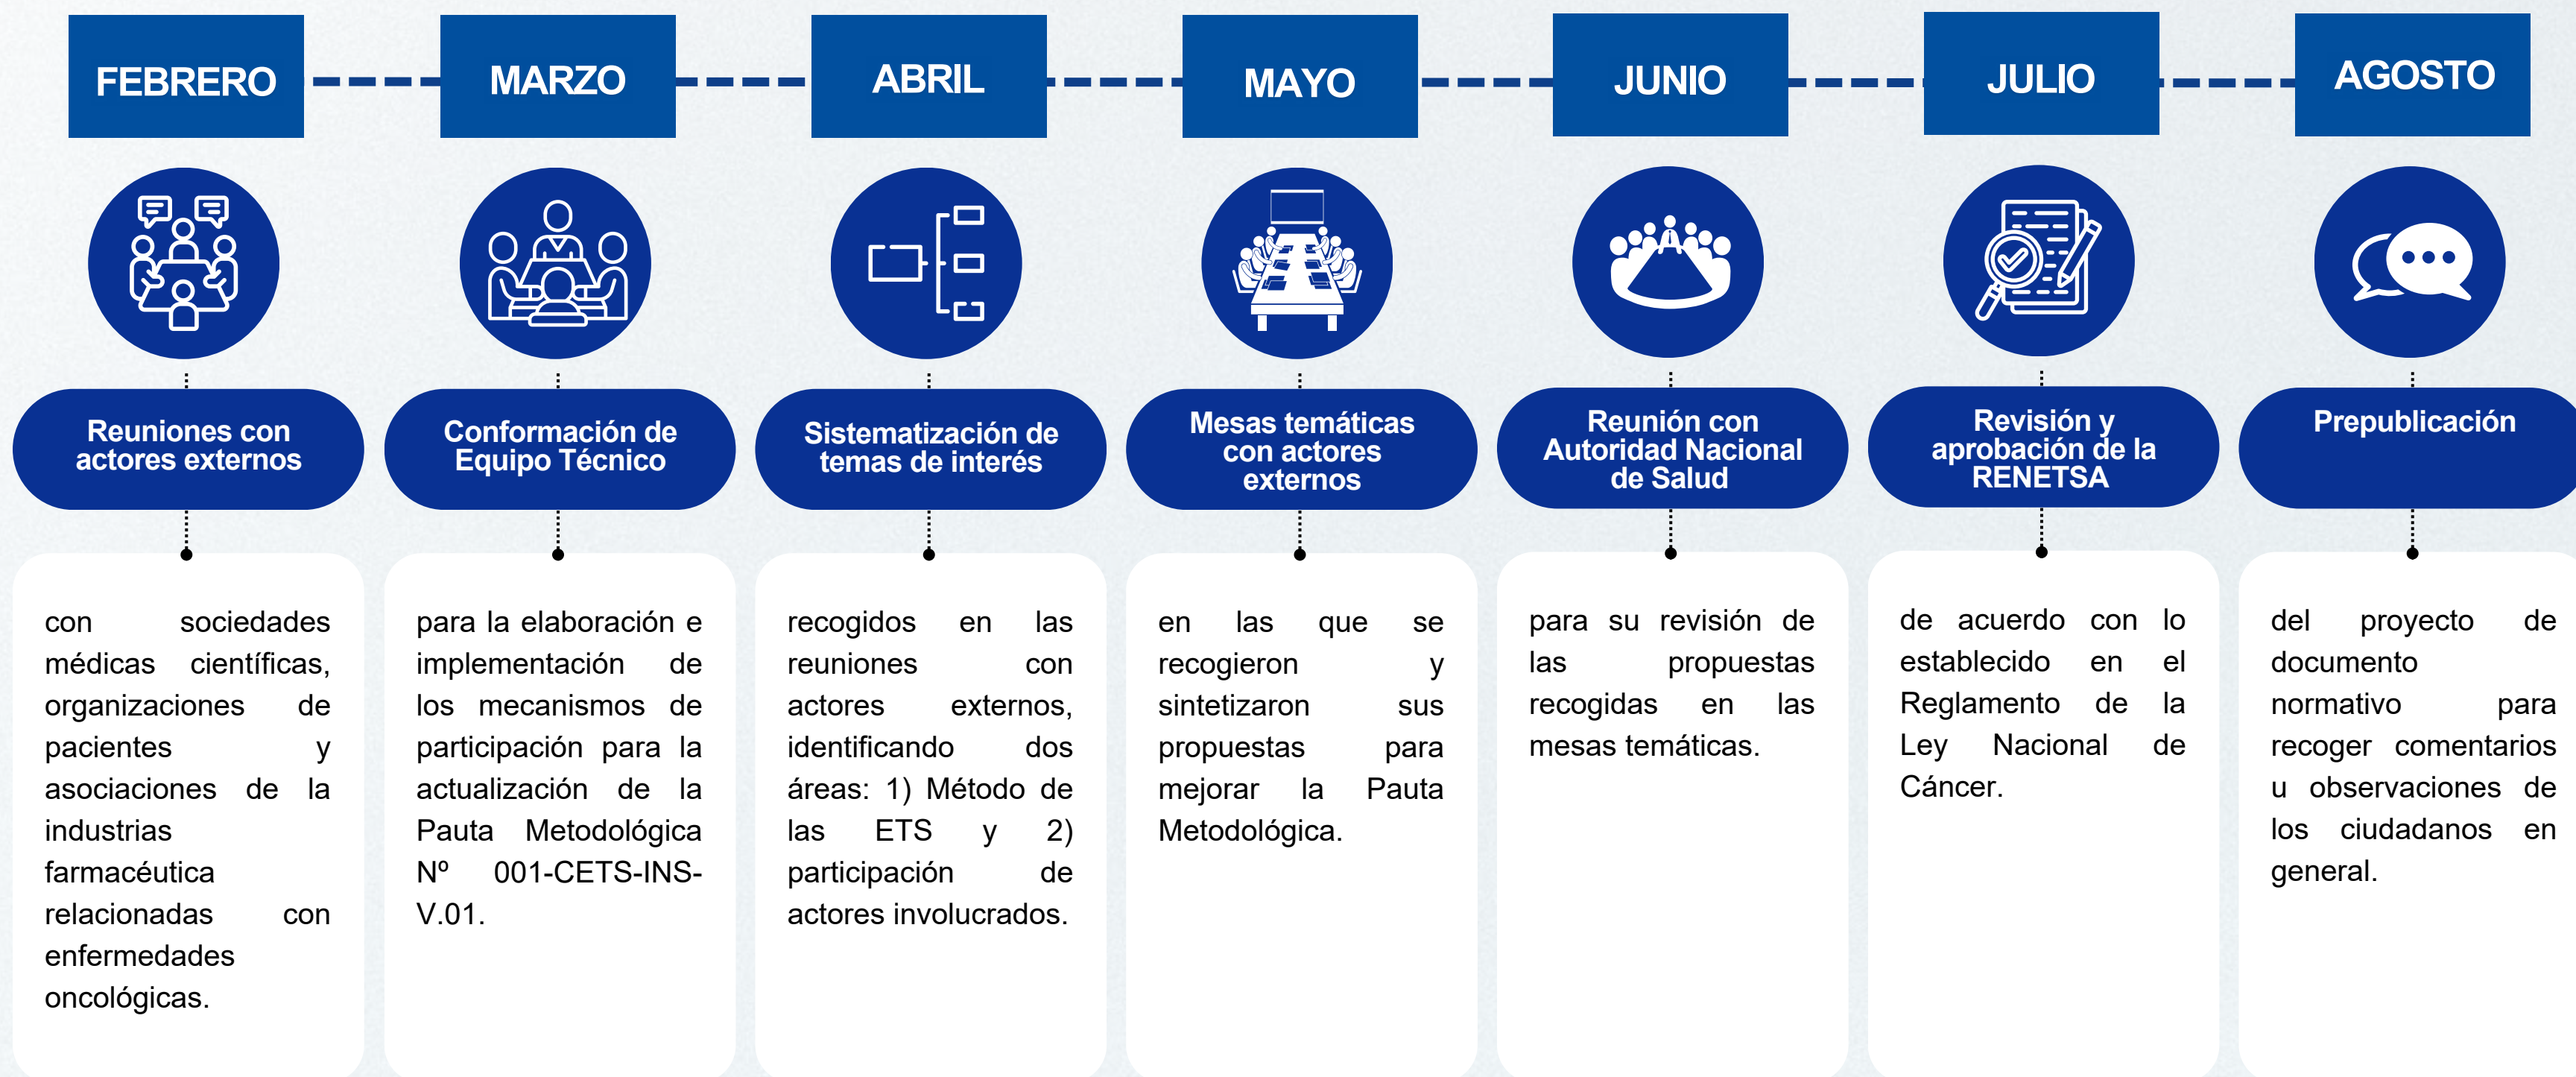 FEBRERO
MARZO
ABRIL
MAYO
JUNIO
JULIO
AGOSTO
Reuniones con
actores externos
con sociedades
médicas científicas,
organizaciones de
pacientes y
asociaciones de la
industrias
farmacéutica
relacionadas con
enfermedades
oncológicas.
Conformación de
Equipo Técnico
para la elaboración e
implementación de
los mecanismos de
participación para la
actualización de la
Pauta Metodológica
Nº 001-CETS-INS-
V.01.
Sistematización de
temas de interés
recogidos en las
reuniones con
actores externos,
identificando dos
áreas: 1) Método de
las ETS y 2)
participación de
actores involucrados.
Mesas temáticas
con actores
externos
en las que se
recogieron y
sintetizaron sus
propuestas para
mejorar la Pauta
Metodológica.
Reunión con
Autoridad Nacional
de Salud
para su revisión de
las propuestas
recogidas en las
mesas temáticas.
Revisión y
aprobación de la
RENETSA
de acuerdo con lo
establecido en el
Reglamento de la
Ley Nacional de
Cáncer.
Prepublicación
del proyecto de
documento
normativo para
recoger comentarios
u observaciones de
los ciudadanos en
general.